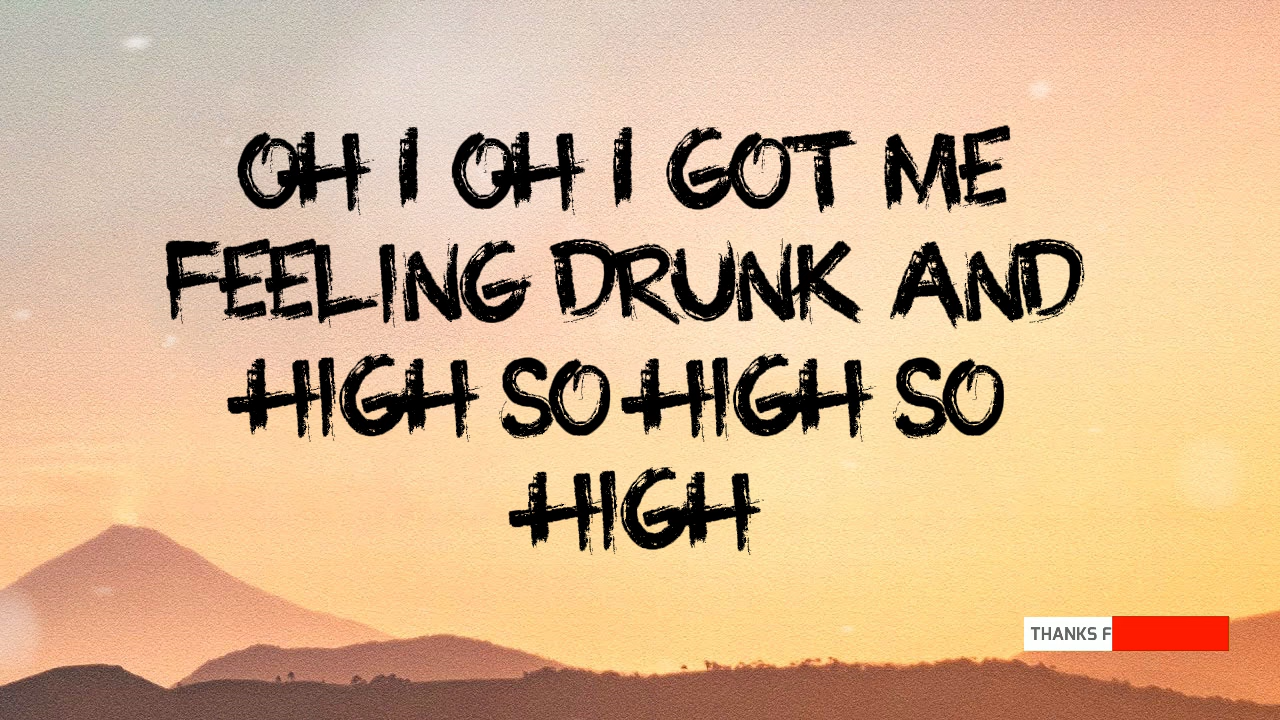 OH I OH I GOT ME
FEELING DRUNK AND
HIGH SO HIGH SO
HIGH
THANKS F